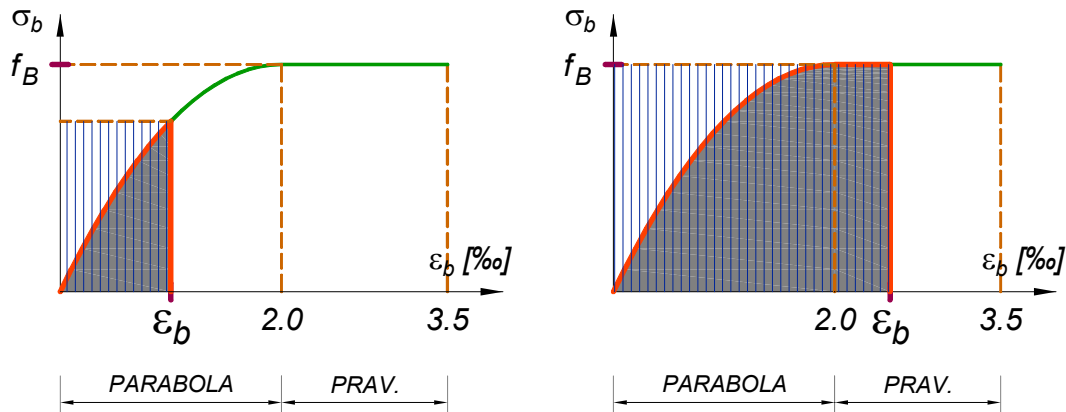 σb
fB
εb [‰]
εb
2.0
3.5
PARABOLA
PRAV.
σb
fB
εb [‰]
2.0
εb
3.5
PARABOLA
PRAV.